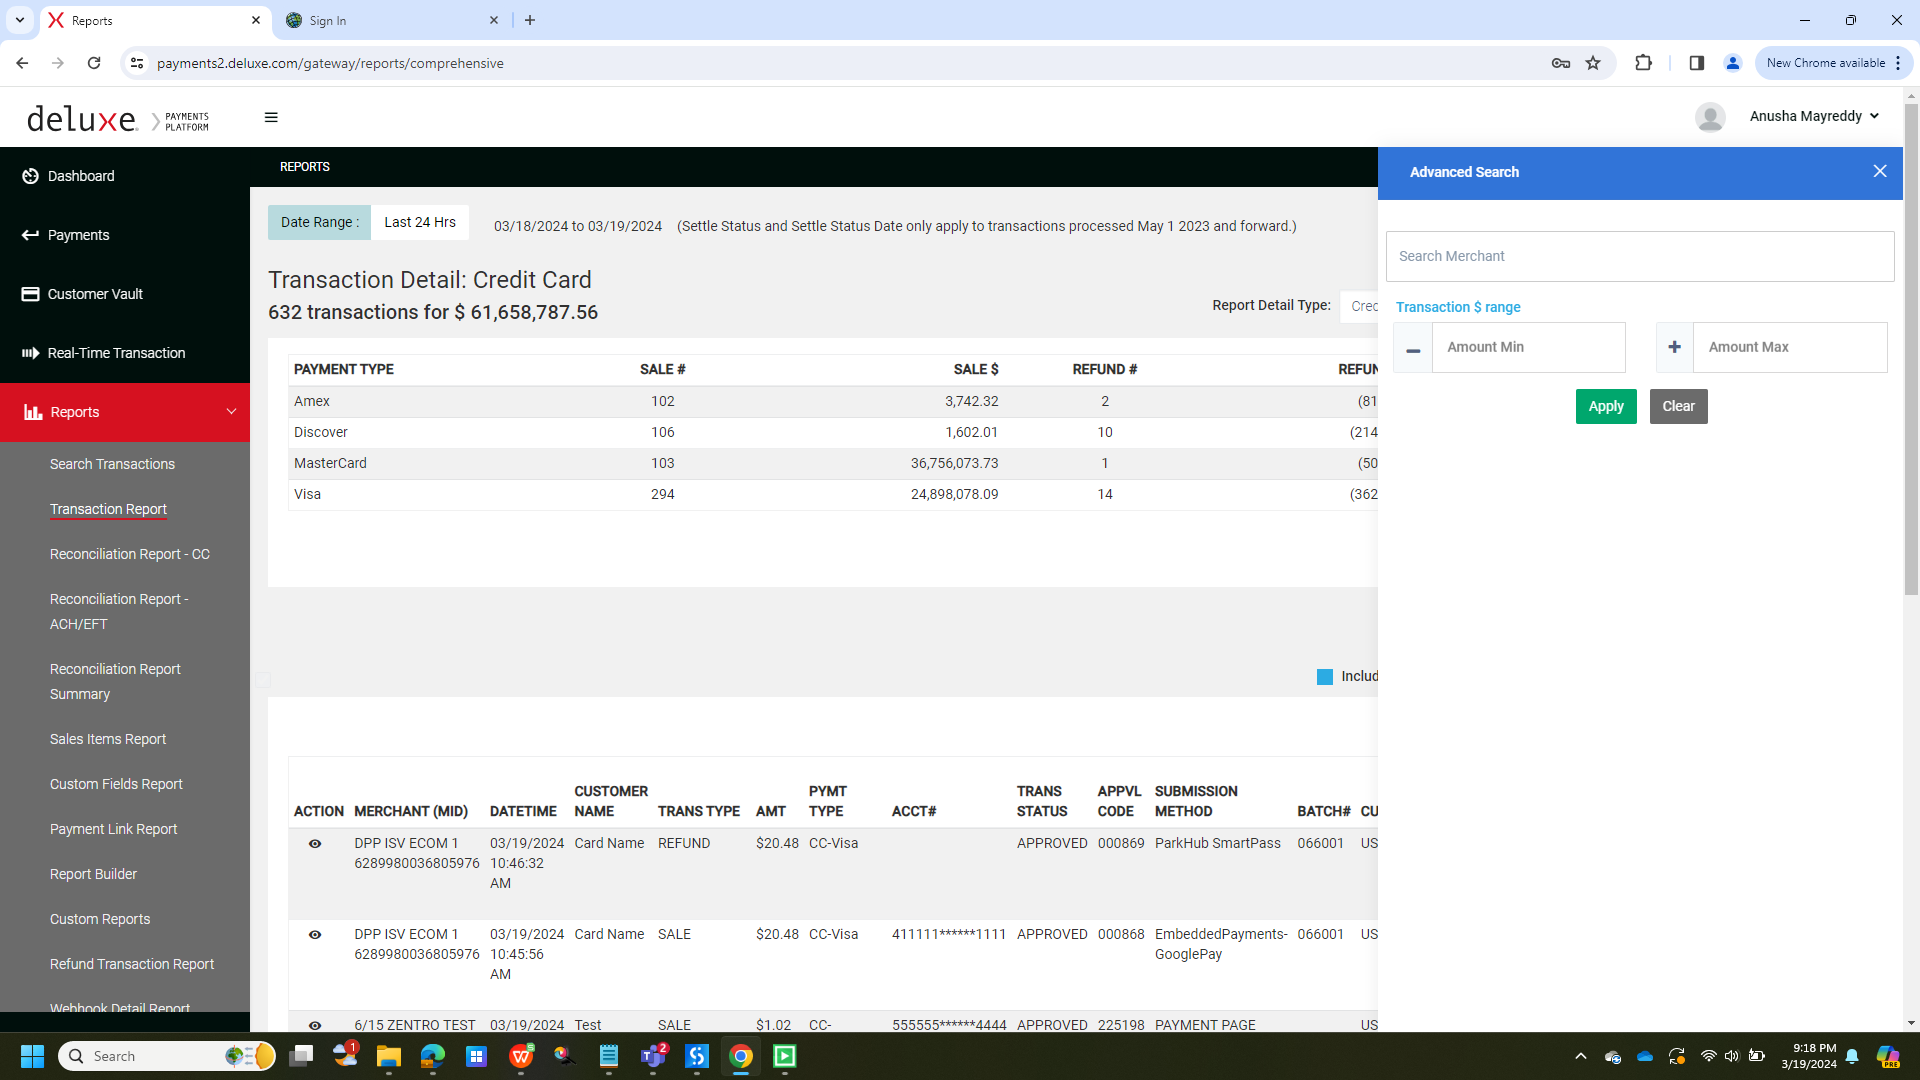 Reports
Sign In
payments2.deluxe.com/gateway/reports/comprehensive
New Chrome available
deluxe. PAYMENTS PLATFORM
Anusha Mayreddy
Dashboard
Payments
Customer Vault
Real-Time Transaction
Reports
Search Transactions
Transaction Report
Reconciliation Report - CC
Reconciliation Report -
ACH/EFT
Reconciliation Report
Summary
Sales Items Report
Custom Fields Report
Payment Link Report
Report Builder
Custom Reports
Refund Transaction Report
Webhook Detail Report
REPORTS
Date Range : Last 24 Hrs 03/18/2024 to 03/19/2024 (Settle Status and Settle Status Date only apply to transactions processed May 1 2023 and forward.)
Transaction Detail: Credit Card
632 transactions for $ 61,658,787.56
Report Detail Type: Cred
PAYMENT TYPE SALE # SALE $ REFUND # REFUN
Amex 102 3,742.32 2 (81
Discover 106 1,602.01 10 (214
MasterCard 103 36,756,073.73 1 (50
Visa 294 24,898,078.09 14 (362
Includ
ACTION MERCHANT (MID) DATETIME CUSTOMER NAME TRANS TYPE AMT PYMT TYPE ACCT# TRANS STATUS APPVL CODE SUBMISSION METHOD BATCH# CU
DPP ISV ECOM 1 03/19/2024 Card Name REFUND $20.48 CC-Visa APPROVED 000869 ParkHub SmartPass 066001 US
6289980036805976 10:46:32
AM
DPP ISV ECOM 1 03/19/2024 Card Name SALE $20.48 CC-Visa 411111******1111 APPROVED 000868 EmbeddedPayments- 066001 US
6289980036805976 10:45:56 GooglePay
AM
6/15 ZENTRO TEST 03/19/2024 Test SALE $1.02 CC- 555555******4444 APPROVED 225198 PAYMENT PAGE US
Advanced Search
Search Merchant
Transaction $ range
Amount Min Amount Max
Apply Clear
Search
1
2
9:18 PM
3/19/2024
PRE